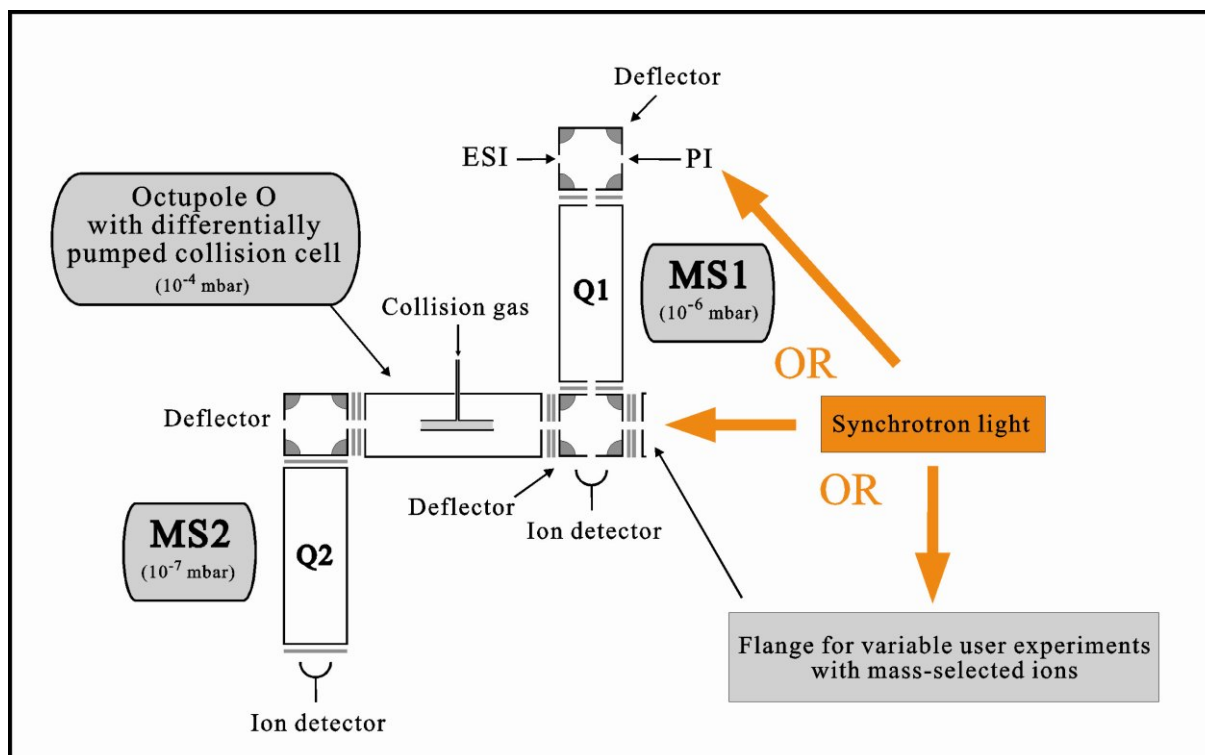 Deflector
ESI
PI
Octupole O
with differentially
pumped collision cell
(10⁻⁴ mbar)
MS1
(10⁻⁶ mbar)
Q1
Collision gas
OR
Deflector
Synchrotron light
OR
Deflector
Ion detector
MS2
(10⁻⁷ mbar)
Q2
Flange for variable user experiments
with mass-selected ions
Ion detector